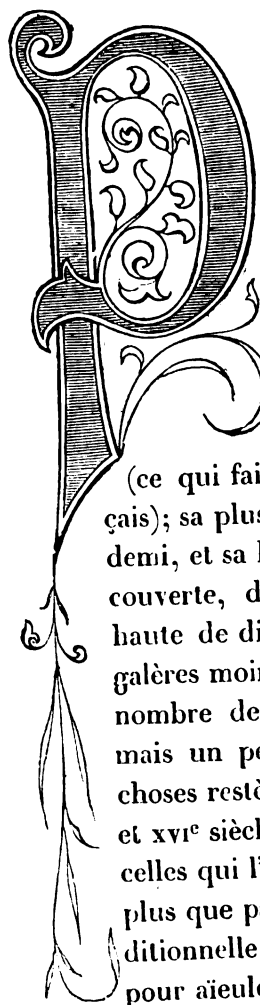 P
(ce qui fai
çais); sa plus
demi, et sa
couverte, d
haute de di
galères moin
nombre de
mais un pe
choses restè
et XVIᵉ siècl
celles qui l'
plus que p
ditionnelle
pour aïeul